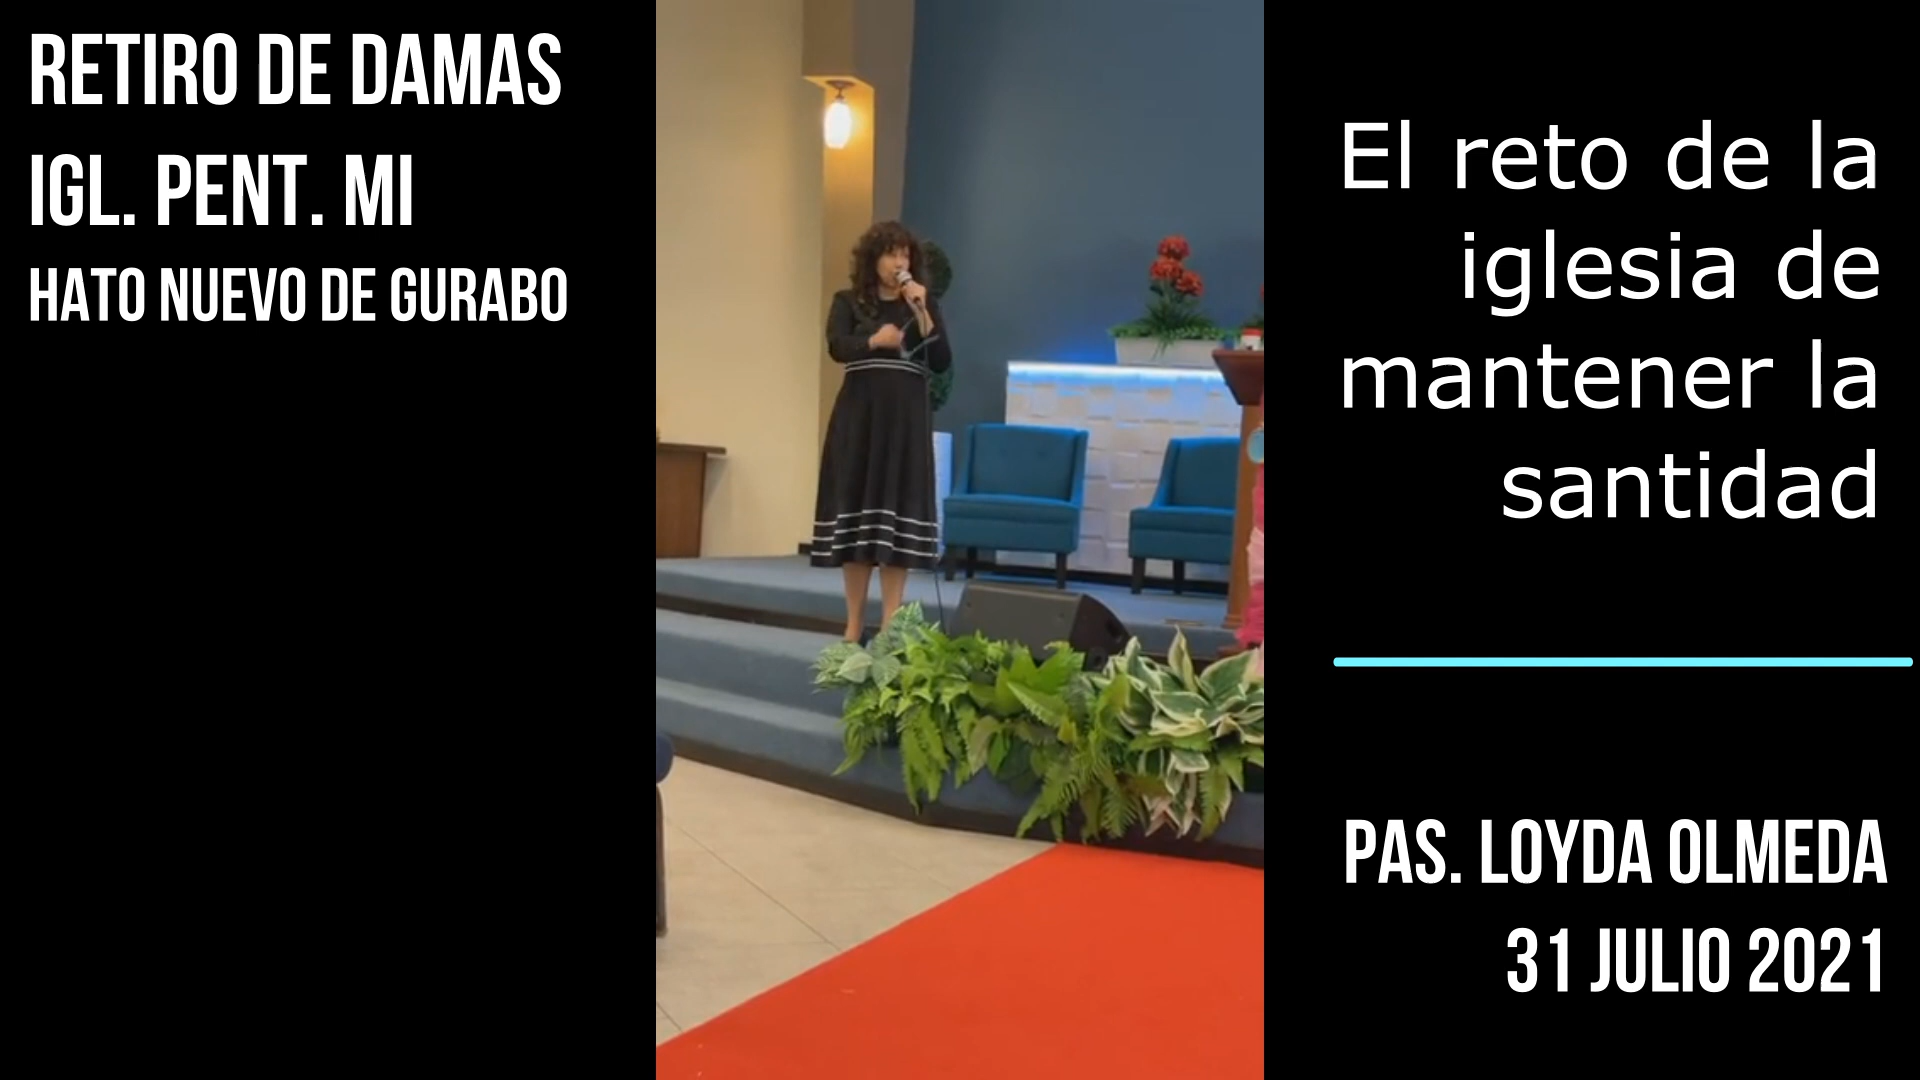 RETIRO DE DAMAS
IGL. PENT. MI
HATO NUEVO DE GURABO
El reto de la
iglesia de
mantener la
santidad
PAS. LOYDA OLMEDA
31 JULIO 2021